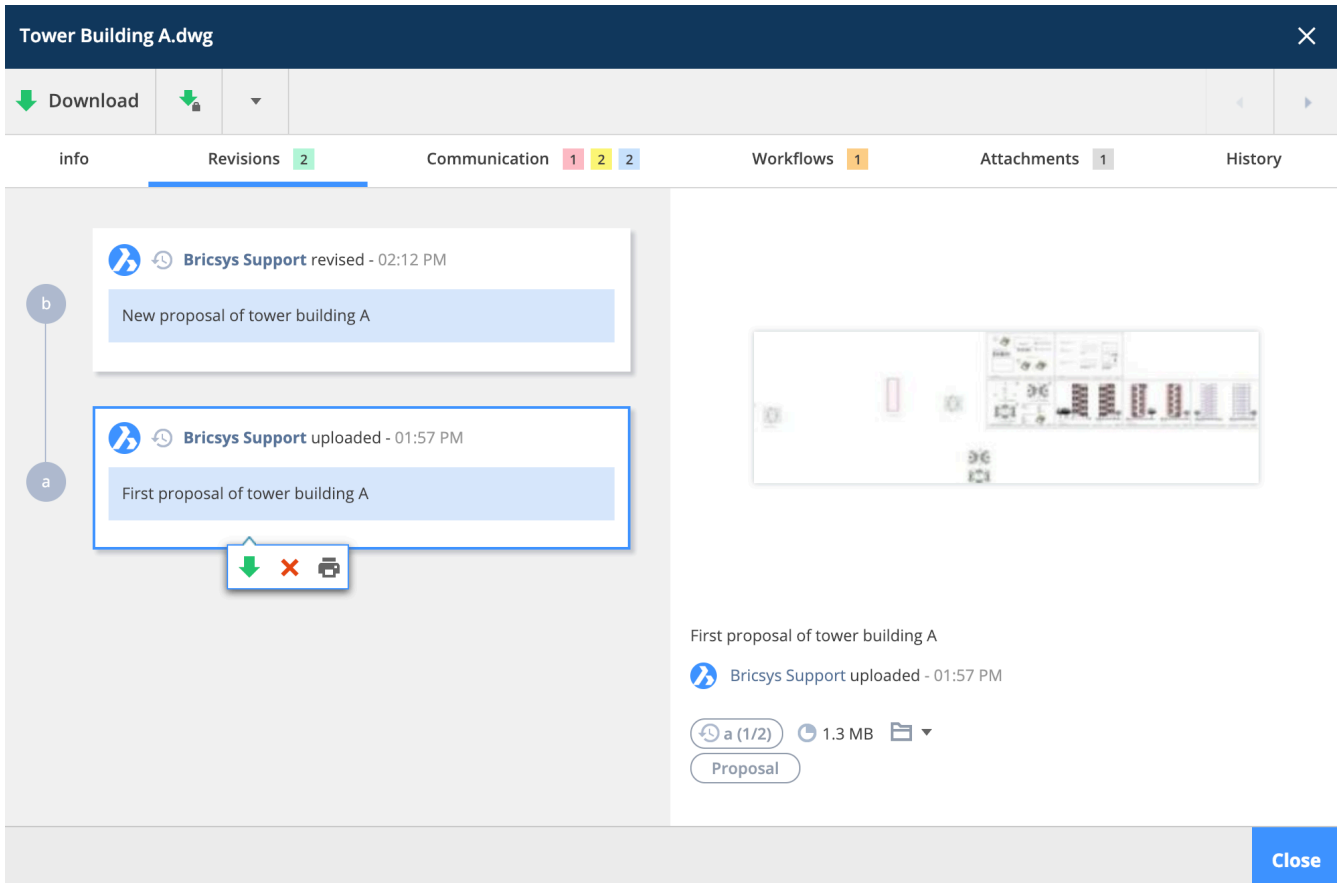 Tower Building A.dwg
Download
info Revisions 2 Communication 1 2 2 Workflows 1 Attachments 1 History
b
Bricsys Support revised - 02:12 PM
New proposal of tower building A
a
Bricsys Support uploaded - 01:57 PM
First proposal of tower building A
First proposal of tower building A
Bricsys Support uploaded - 01:57 PM
a (1/2) 1.3 MB
Proposal
Close